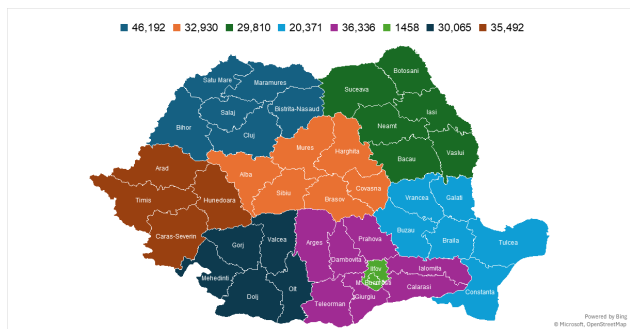 46,192 32,930 29,810 20,371 36,336 1458 30,065 35,492
Botosani
Satu Mare
Maramures
Suceava
Bistrita-Nasaud
Salaj
Iasi
Bihor
Cluj
Neamt
Mures
Harghita
Vaslui
Bacau
Arad
Alba
Covasna
Timis
Hunedoara
Sibiu
Brasov
Vrancea
Galati
Caras-Severin
Gorj
Valcea
Arges
Prahova
Buzau
Braila
Tulcea
Dambovita
Ilfov
Ialomita
Mehedinti
Olt
Calarasi
Constanta
Dolj
Giurgiu
Teleorman
Powered by Bing
© Microsoft, OpenStreetMap